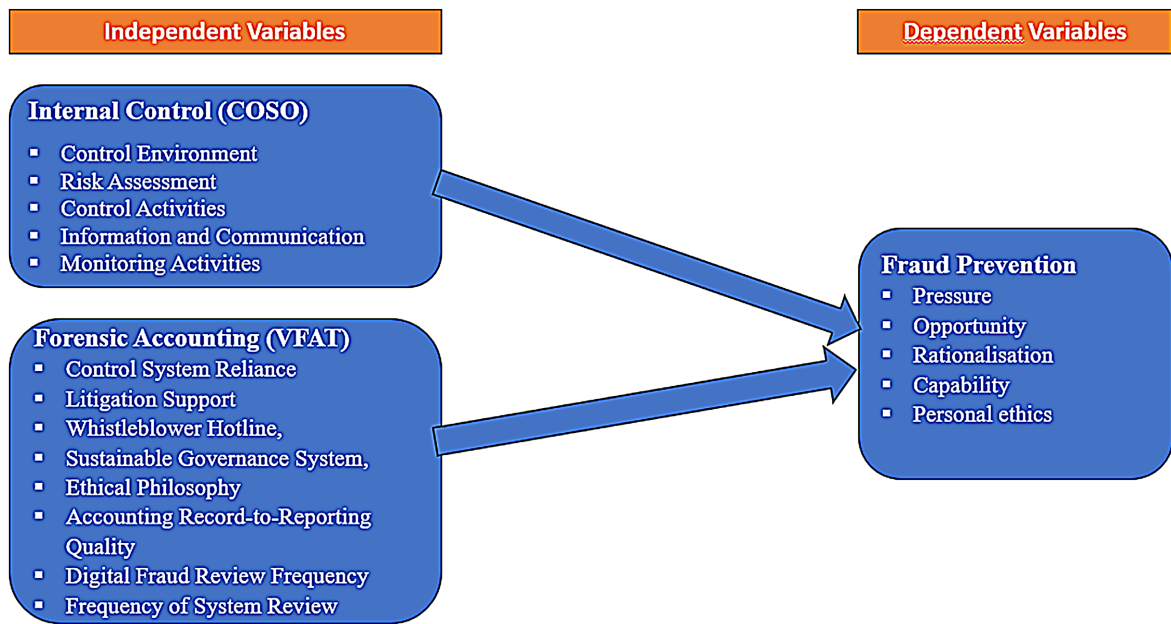 Independent Variables
Dependent Variables
Internal Control (COSO)
▪ Control Environment
▪ Risk Assessment
▪ Control Activities
▪ Information and Communication
▪ Monitoring Activities
Forensic Accounting (VFAT)
▪ Control System Reliance
▪ Litigation Support
▪ Whistleblower Hotline,
▪ Sustainable Governance System,
▪ Ethical Philosophy
▪ Accounting Record-to-Reporting
Quality
▪ Digital Fraud Review Frequency
▪ Frequency of System Review
Fraud Prevention
▪ Pressure
▪ Opportunity
▪ Rationalisation
▪ Capability
▪ Personal ethics